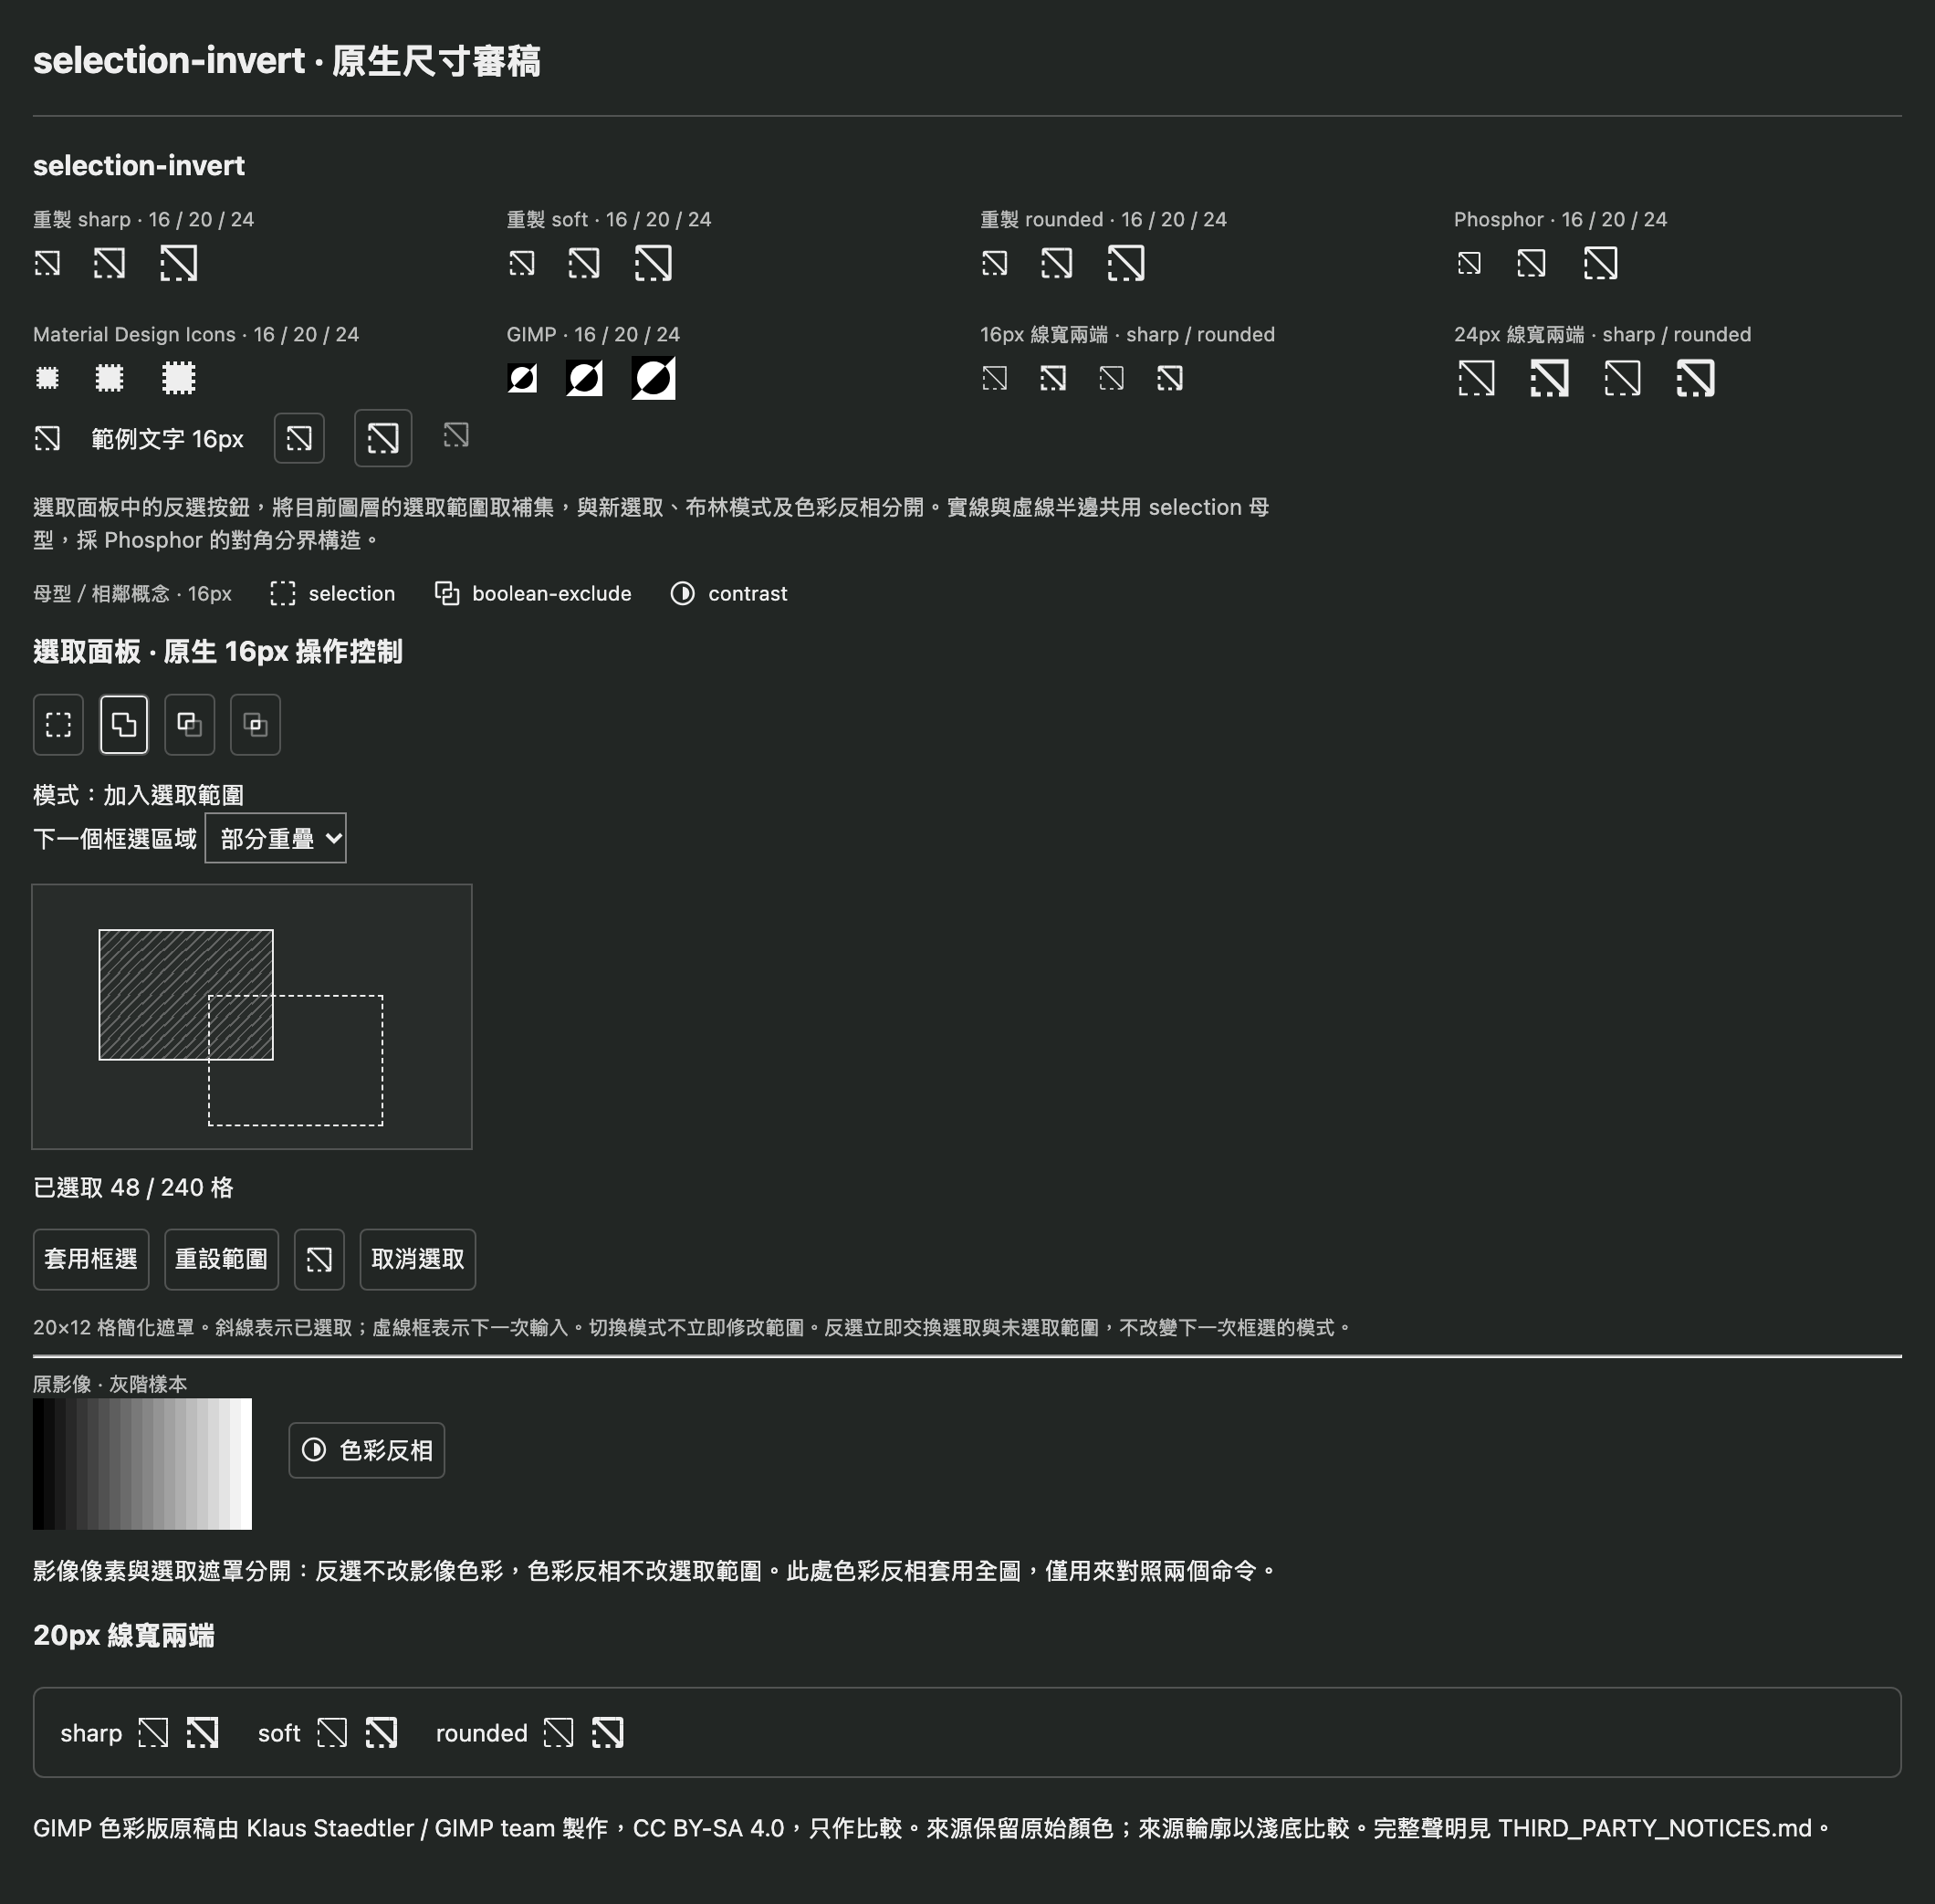 selection-invert · 原生尺寸審稿
selection-invert
重製 sharp · 16 / 20 / 24
重製 soft · 16 / 20 / 24
重製 rounded · 16 / 20 / 24
Phosphor · 16 / 20 / 24
Material Design Icons · 16 / 20 / 24
GIMP · 16 / 20 / 24
16px 線寬兩端 · sharp / rounded
24px 線寬兩端 · sharp / rounded
範例文字 16px
選取面板中的反選按鈕，將目前圖層的選取範圍取補集，與新選取、布林模式及色彩反相分開。實線與虛線半邊共用 selection 母
型，採 Phosphor 的對角分界構造。
母型 / 相鄰概念 · 16px
selection
boolean-exclude
contrast
選取面板 · 原生 16px 操作控制
模式：加入選取範圍
下一個框選區域 部分重疊
已選取 48 / 240 格
套用框選
重設範圍
取消選取
20×12 格簡化遮罩。斜線表示已選取；虛線框表示下一次輸入。切換模式不立即修改範圍。反選立即交換選取與未選取範圍，不改變下一次框選的模式。
原影像 · 灰階樣本
色彩反相
影像像素與選取遮罩分開：反選不改影像色彩，色彩反相不改選取範圍。此處色彩反相套用全圖，僅用來對照兩個命令。
20px 線寬兩端
sharp
soft
rounded
GIMP 色彩版原稿由 Klaus Staedtler / GIMP team 製作，CC BY-SA 4.0，只作比較。來源保留原始顏色；來源輪廓以淺底比較。完整聲明見 THIRD_PARTY_NOTICES.md。